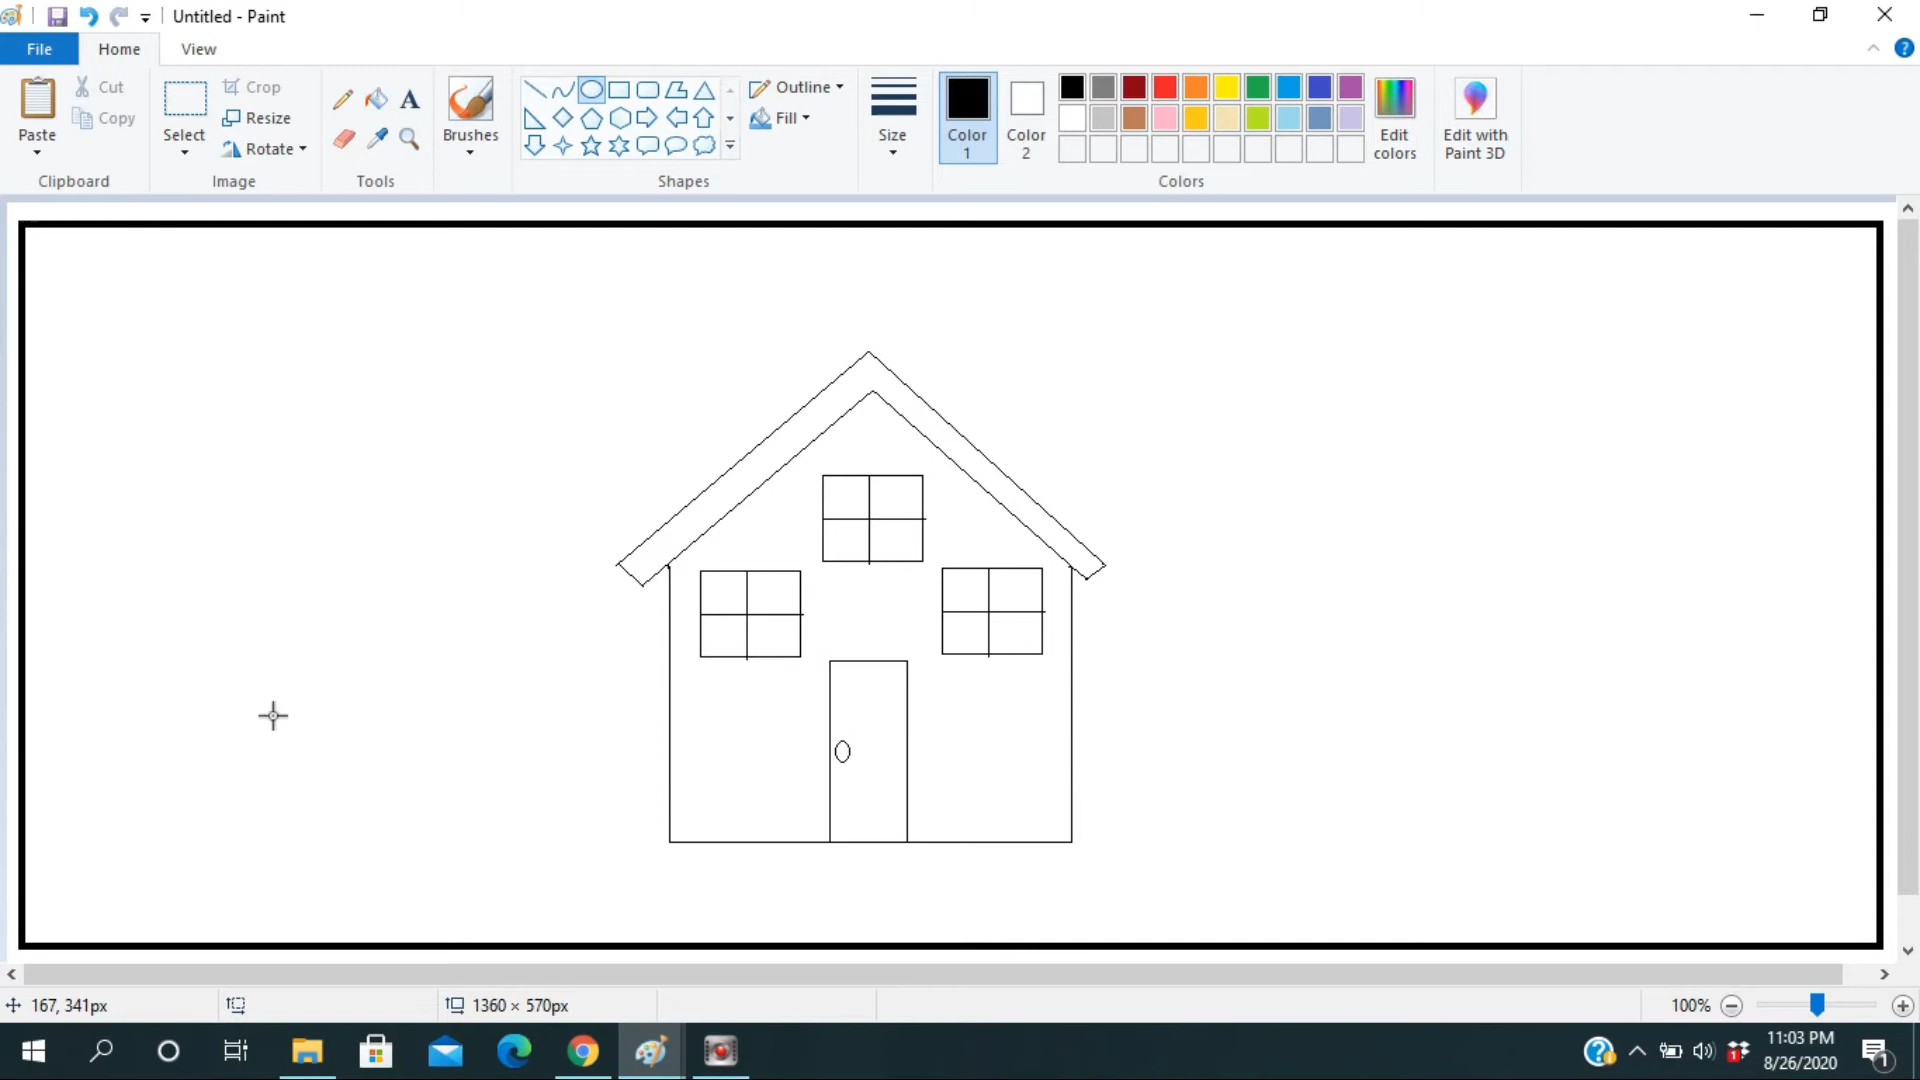 Untitled - Paint
File Home View
Paste Cut Copy
Select Crop Resize Rotate
A
Brushes
Outline Fill
Size
Color 1 Color 2
Edit colors
Edit with Paint 3D
Clipboard Image Tools Shapes Colors
167, 341px 1360 × 570px 100%
11:03 PM
8/26/2020
1
1